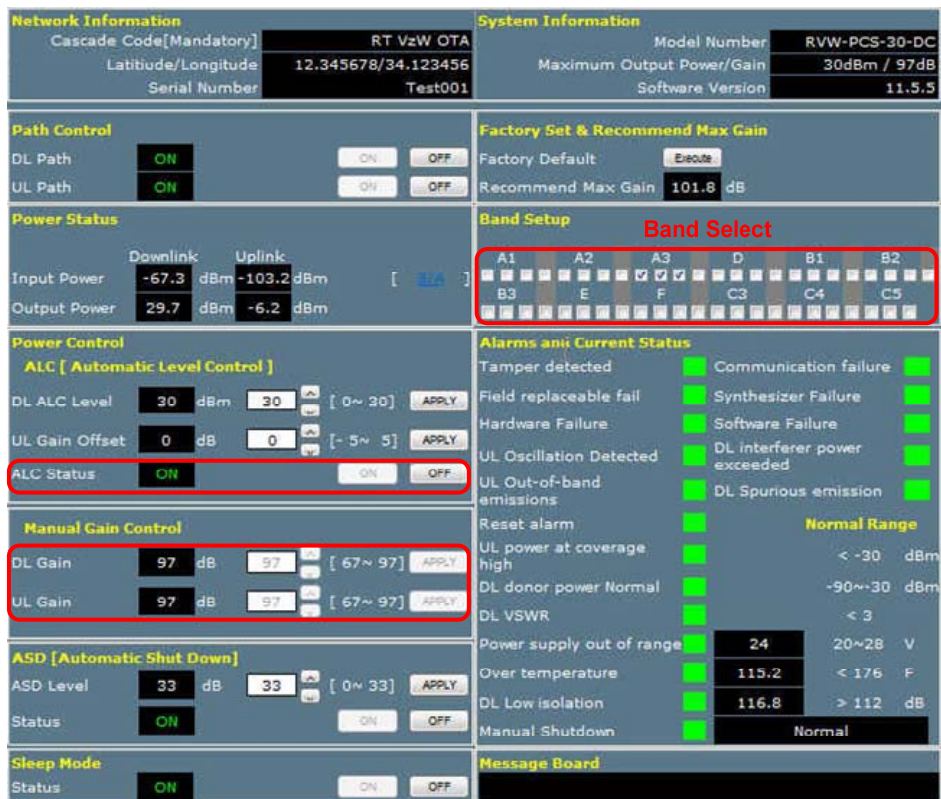 Network Information
Cascade Code[Mandatory] RT VzW OTA
Latitiude/Longitude 12.345678/34.123456
Serial Number Test001
System Information
Model Number RVW-PCS-30-DC
Maximum Output Power/Gain 30dBm / 97dB
Software Version 11.5.5
Path Control
DL Path ON ON OFF
UL Path ON ON OFF
Factory Set & Recommend Max Gain
Factory Default Execute
Recommend Max Gain 101.8 dB
Power Status
Downlink Uplink
Input Power -67.3 dBm -103.2 dBm [ B/A ]
Output Power 29.7 dBm -6.2 dBm
Band Setup
Band Select
A1 A2 A3 D B1 B2
B3 E F C3 C4 C5
Power Control
ALC [ Automatic Level Control ]
DL ALC Level 30 dBm 30 [ 0~ 30] APPLY
UL Gain Offset 0 dB 0 [- 5~ 5] APPLY
ALC Status ON ON OFF
Manual Gain Control
DL Gain 97 dB 97 [ 67~ 97] APPLY
UL Gain 97 dB 97 [ 67~ 97] APPLY
ASD [Automatic Shut Down]
ASD Level 33 dB 33 [ 0~ 33] APPLY
Status ON ON OFF
Sleep Mode
Status ON ON OFF
Alarms and Current Status
Tamper detected Communication failure
Field replaceable fail Synthesizer Failure
Hardware Failure Software Failure
UL Oscillation Detected DL interferer power exceeded
UL Out-of-band emissions DL Spurious emission
Reset alarm Normal Range
UL power at coverage high < -30 dBm
DL donor power Normal -90~-30 dBm
DL VSWR < 3
Power supply out of range 24 20~28 V
Over temperature 115.2 < 176 F
DL Low isolation 116.8 > 112 dB
Manual Shutdown Normal
Message Board